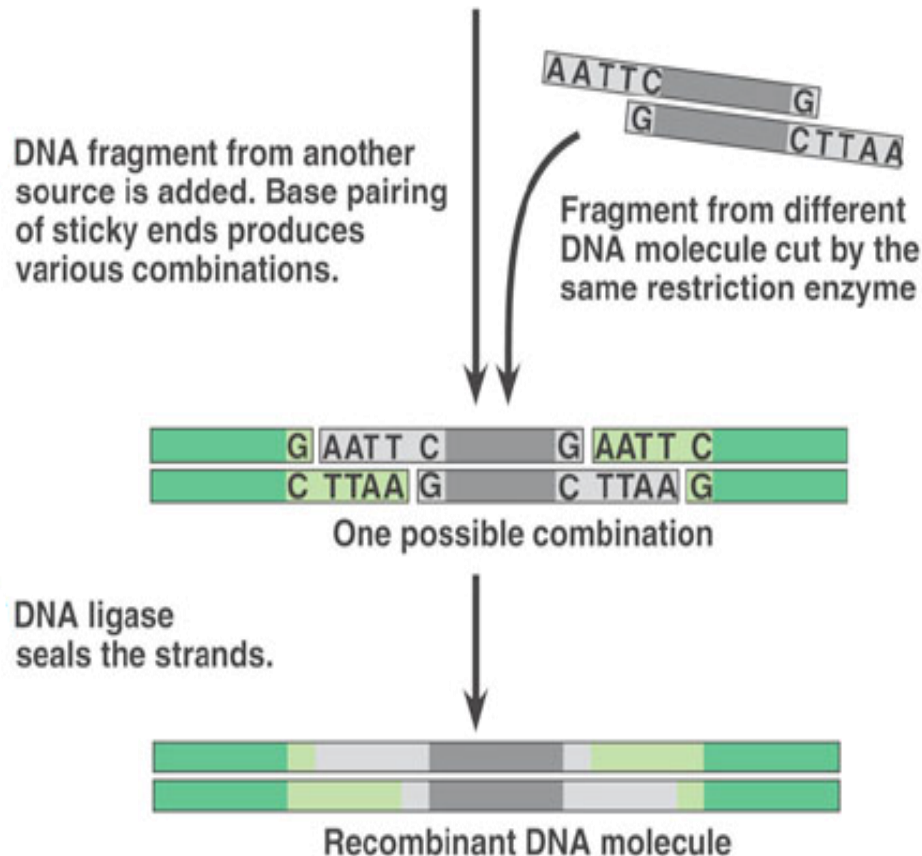 AATTC
G
G
CTTAA
DNA fragment from another
source is added. Base pairing
of sticky ends produces
various combinations.
Fragment from different
DNA molecule cut by the
same restriction enzyme
G AATT C G AATT C
C TTAA G C TTAA G
One possible combination
DNA ligase
seals the strands.
Recombinant DNA molecule